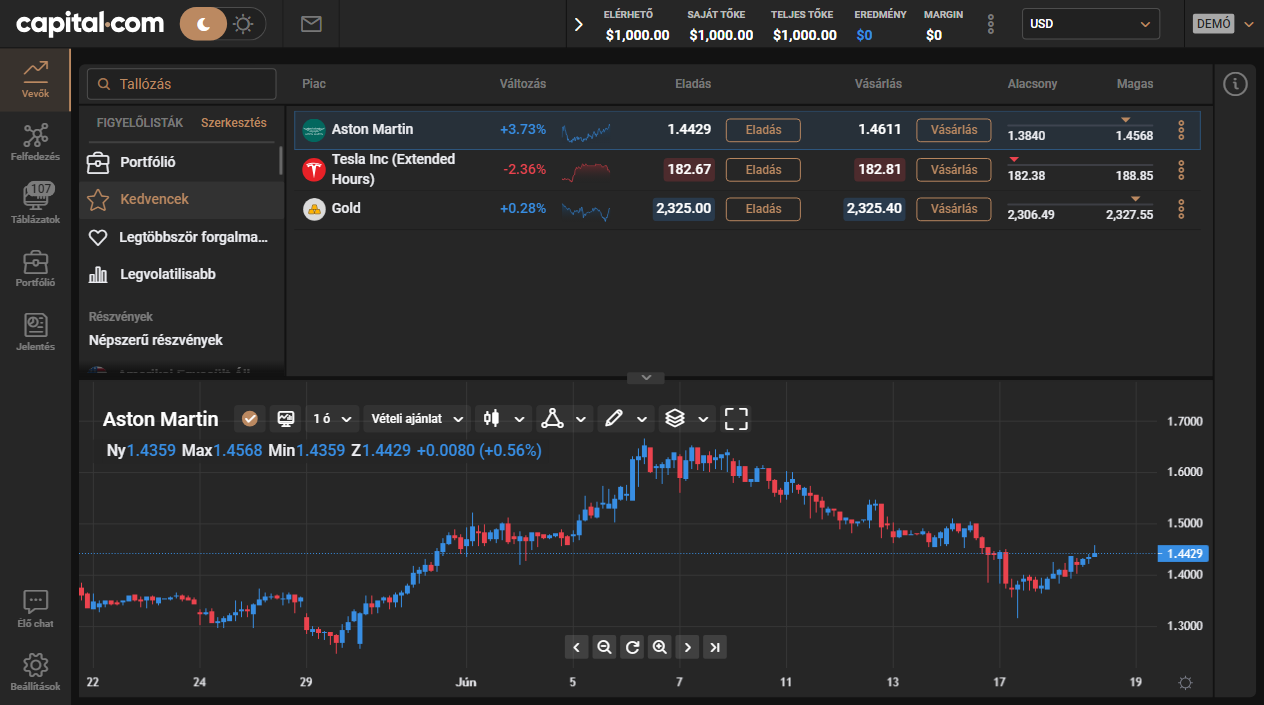 capital.com
ELÉRHETŐ SAJÁT TŐKE TELJES TŐKE EREDMÉNY MARGIN
$1,000.00 $1,000.00 $1,000.00 $0 $0
USD
DEMÓ
Vevők
Felfedezés
107
Táblázatok
Portfólió
Jelentés
Élő chat
Beállítások
Tallózás
FIGYELŐLISTÁK Szerkesztés
Portfólió
Kedvencek
Legtöbbször forgalma...
Legvolatilisabb
Részvények
Népszerű részvények
Piac Változás Eladás Vásárlás Alacsony Magas
Aston Martin +3.73% 1.4429 Eladás 1.4611 Vásárlás 1.3840 1.4568
Tesla Inc (Extended
Hours) -2.36% 182.67 Eladás 182.81 Vásárlás 182.38 188.85
Gold +0.28% 2,325.00 Eladás 2,325.40 Vásárlás 2,306.49 2,327.55
Aston Martin 1 ó Vételi ajánlat
Ny1.4359 Max1.4568 Min1.4359 Z1.4429 +0.0080 (+0.56%)
1.7000
1.6000
1.5000
1.4429
1.4000
1.3000
22 24 29 Jún 5 7 11 13 17 19